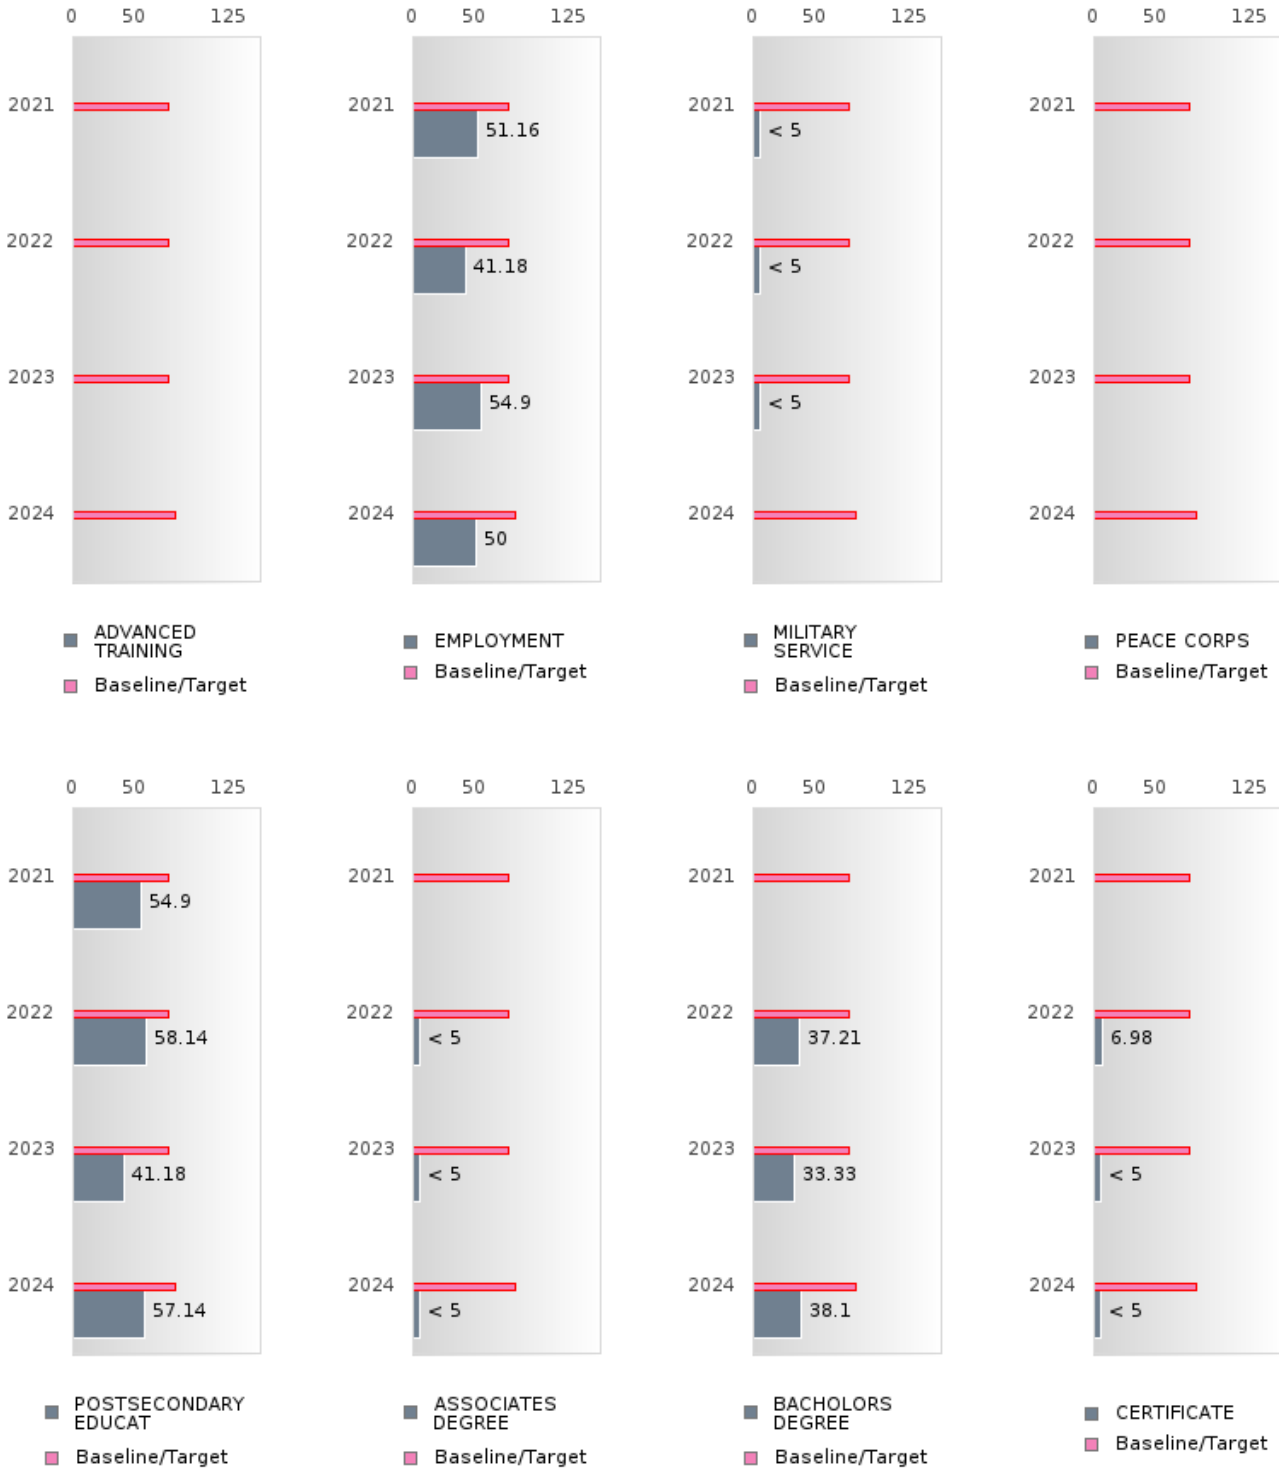 0 50 125
2021
2022
2023
2024
ADVANCED
TRAINING
Baseline/Target
0 50 125
2021
51.16
2022
41.18
2023
54.9
2024
50
EMPLOYMENT
Baseline/Target
0 50 125
2021
< 5
2022
< 5
2023
< 5
2024
MILITARY
SERVICE
Baseline/Target
0 50 125
2021
2022
2023
2024
PEACE CORPS
Baseline/Target
0 50 125
2021
54.9
2022
58.14
2023
41.18
2024
57.14
POSTSECONDARY
EDUCAT
Baseline/Target
0 50 125
2021
2022
< 5
2023
< 5
2024
< 5
ASSOCIATES
DEGREE
Baseline/Target
0 50 125
2021
2022
37.21
2023
33.33
2024
38.1
BACHOLORS
DEGREE
Baseline/Target
0 50 125
2021
2022
6.98
2023
< 5
2024
< 5
CERTIFICATE
Baseline/Target